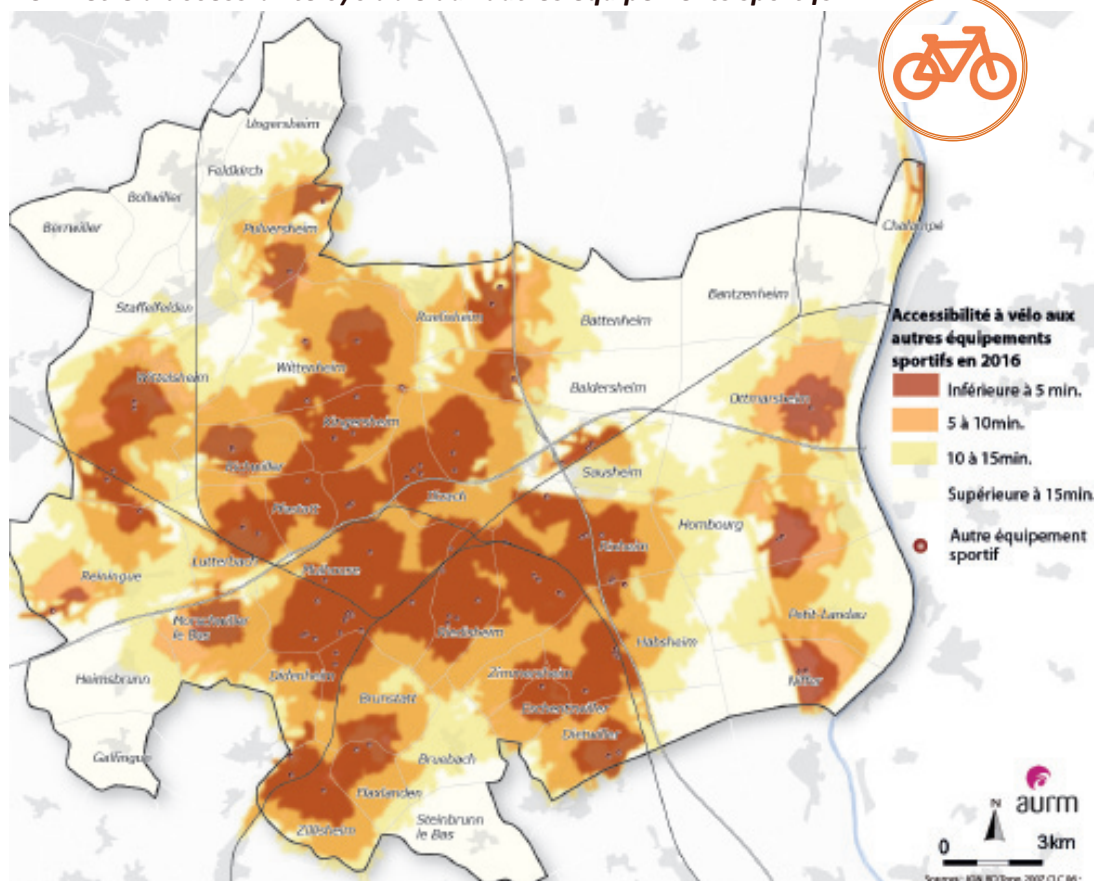 Ungersheim
Feldkirch
Bollwiller
Berrwiller
Pulversheim
Chalampé
Bantzenheim
Staffelfelden
Ruelisheim
Battenheim
Accessibilité à vélo aux
autres équipements
sportifs en 2016
Inférieure à 5 min.
5 à 10min.
10 à 15min.
Supérieure à 15min.
Autre équipement
sportif
Wittenheim
Wittelsheim
Baldersheim
Ottmarsheim
Kingersheim
Richwiller
Sausheim
Illzach
Pfastatt
Hombourg
Rixheim
Lutterbach
Mulhouse
Reiningue
Morschwiller
le Bas
Riedisheim
Petit-Landau
Habsheim
Heimsbrunn
Didenheim
Zimmersheim
Niffer
Brunstatt
Eschentzwiller
Dietwiller
Galfingue
Bruebach
Flaxlanden
Steinbrunn
le Bas
Zillisheim
aurm
N
0 3km